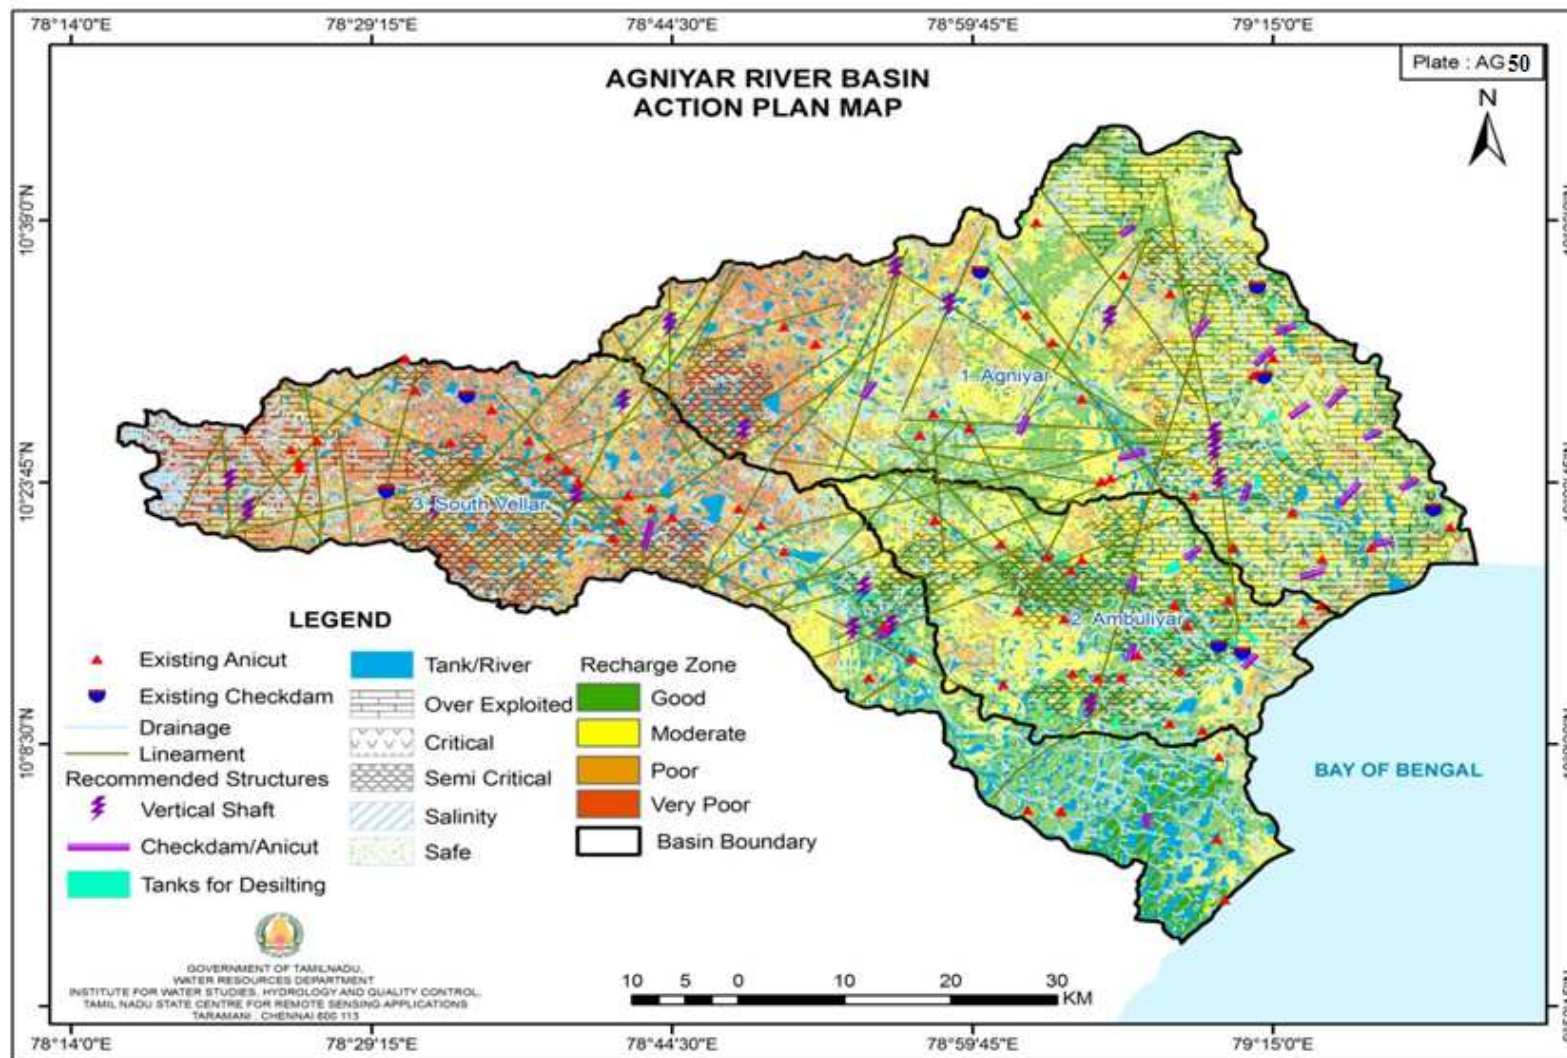 78°14'0"E 78°29'15"E 78°44'30"E 78°59'45"E 79°15'0"E
Plate : AG 50
AGNIYAR RIVER BASIN
ACTION PLAN MAP
N
10°39'0"N
10°23'45"N
10°8'30"N
1. Agniyar
3. South Vellar
2. Ambuliyar
BAY OF BENGAL
LEGEND
Existing Anicut
Existing Checkdam
Drainage
Lineament
Recommended Structures
Vertical Shaft
Checkdam/Anicut
Tanks for Desilting
Tank/River
Over Exploited
Critical
Semi Critical
Salinity
Safe
Recharge Zone
Good
Moderate
Poor
Very Poor
Basin Boundary
GOVERNMENT OF TAMILNADU,
WATER RESOURCES DEPARTMENT
INSTITUTE FOR WATER STUDIES, HYDROLOGY AND QUALITY CONTROL,
TAMIL NADU STATE CENTRE FOR REMOTE SENSING APPLICATIONS
TARAMANI, CHENNAI 600 113
10 5 0 10 20 30
KM
78°14'0"E 78°29'15"E 78°44'30"E 78°59'45"E 79°15'0"E